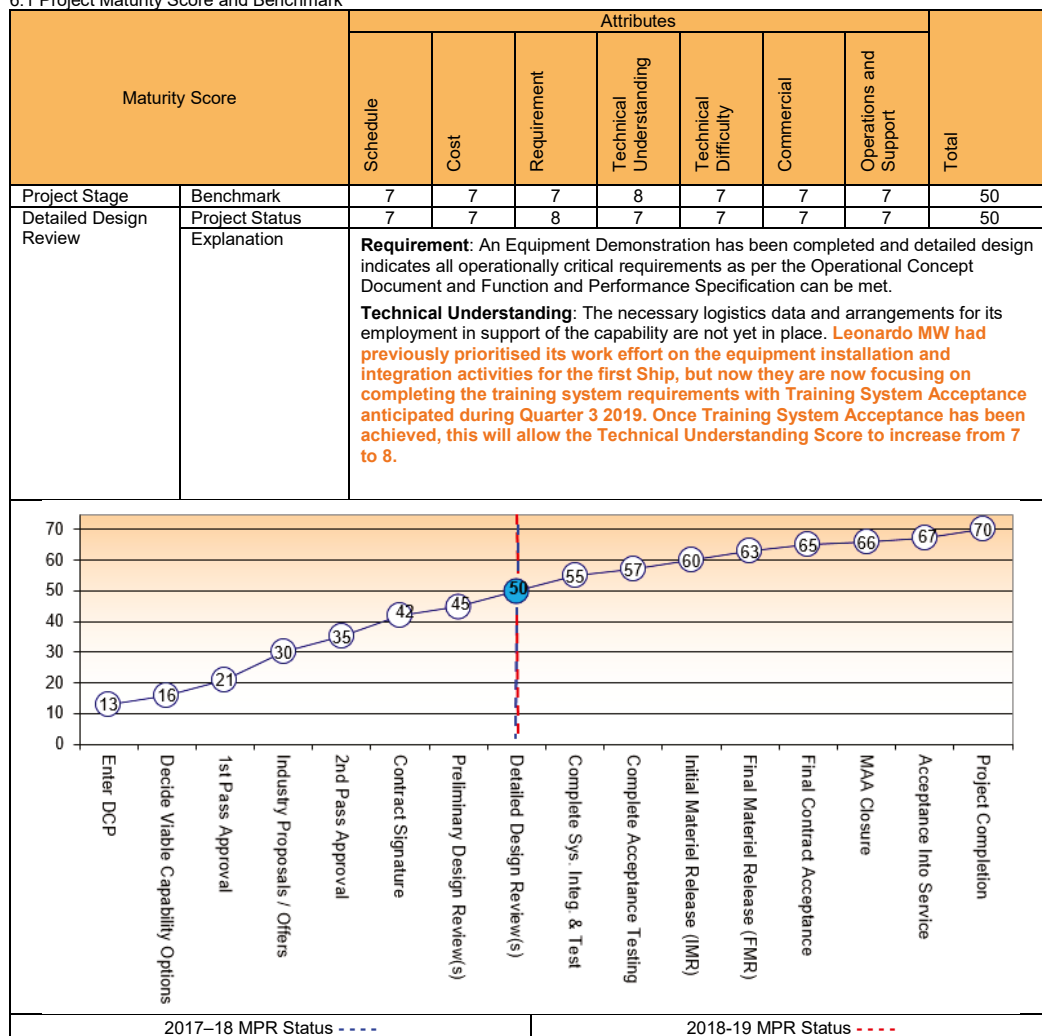 6.1 Project Maturity Score and Benchmark
Maturity Score
Attributes
Schedule
Cost
Requirement
Technical
Understanding
Technical
Difficulty
Commercial
Operations and
Support
Total
Project Stage Benchmark 7 7 7 8 7 7 7 50
Detailed Design Project Status 7 7 8 7 7 7 7 50
Review Explanation
Requirement: An Equipment Demonstration has been completed and detailed design
indicates all operationally critical requirements as per the Operational Concept
Document and Function and Performance Specification can be met.
Technical Understanding: The necessary logistics data and arrangements for its
employment in support of the capability are not yet in place. Leonardo MW had
previously prioritised its work effort on the equipment installation and
integration activities for the first Ship, but now they are now focusing on
completing the training system requirements with Training System Acceptance
anticipated during Quarter 3 2019. Once Training System Acceptance has been
achieved, this will allow the Technical Understanding Score to increase from 7
to 8.
70
60
50
40
30
20
10
0
13
16
21
30
35
42
45
50
55
57
60
63
65
66
67
70
Enter DCP
Decide Viable Capability Options
1st Pass Approval
Industry Proposals / Offers
2nd Pass Approval
Contract Signature
Preliminary Design Review(s)
Detailed Design Review(s)
Complete Sys. Integ. & Test
Complete Acceptance Testing
Initial Materiel Release (IMR)
Final Materiel Release (FMR)
Final Contract Acceptance
MAA Closure
Acceptance Into Service
Project Completion
2017–18 MPR Status - - - -
2018-19 MPR Status - - - -